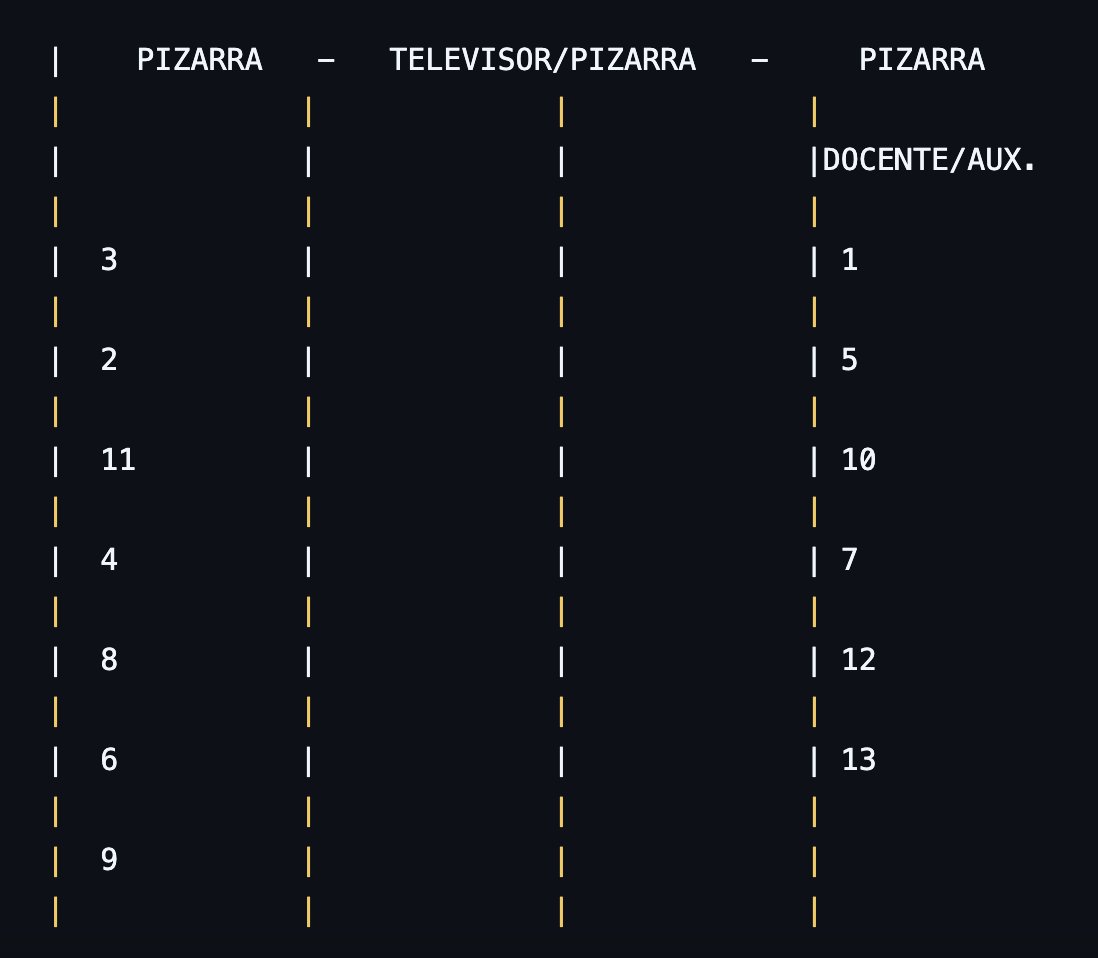 | PIZARRA – TELEVISOR/PIZARRA – PIZARRA
| | | |
| | | |DOCENTE/AUX.
| | | |
| 3 | | | 1
| | | |
| 2 | | | 5
| | | |
| 11 | | | 10
| | | |
| 4 | | | 7
| | | |
| 8 | | | 12
| | | |
| 6 | | | 13
| | | |
| 9 | | |
| | | |